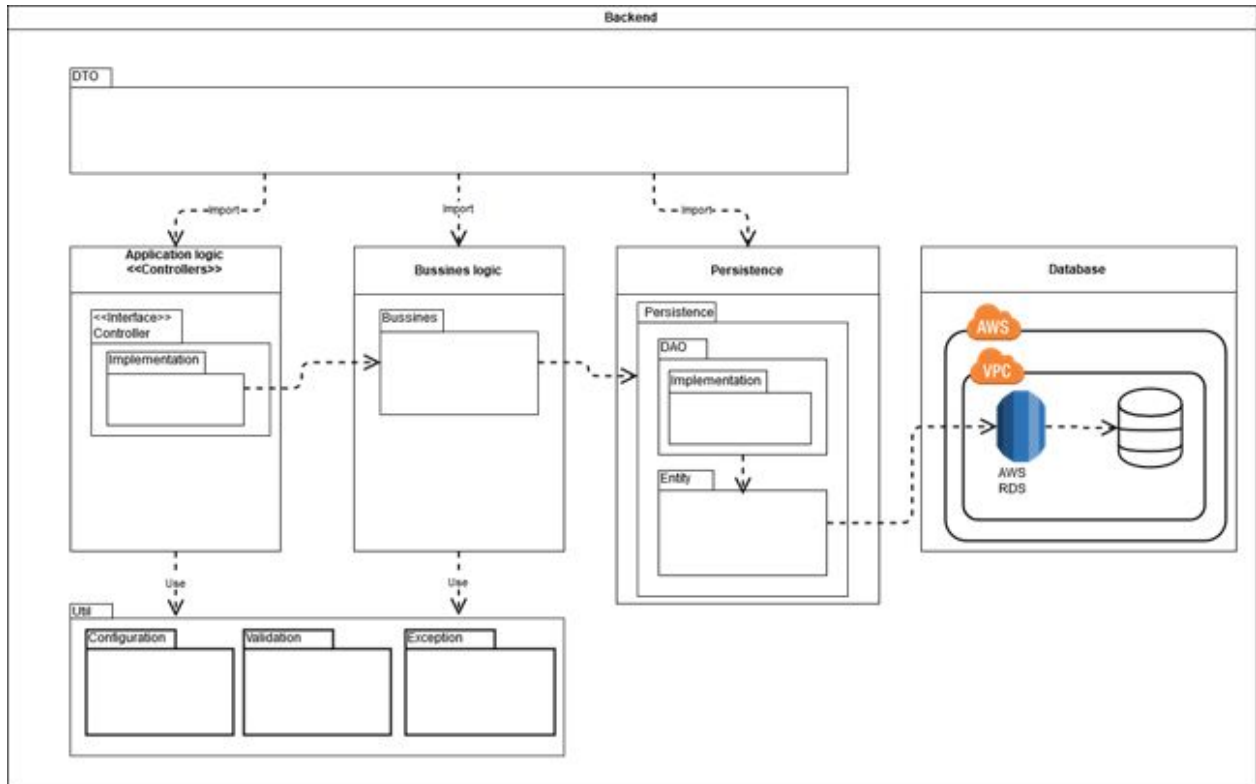 Backend
DTO
Import
Import
Import
Application logic
<<Controllers>>
Bussines logic
Persistence
Database
<<Interface>>
Controller
Implementation
Bussines
Persistence
DAO
Implementation
Entity
AWS
VPC
AWS
RDS
Use
Use
Util
Configuration
Validation
Exception